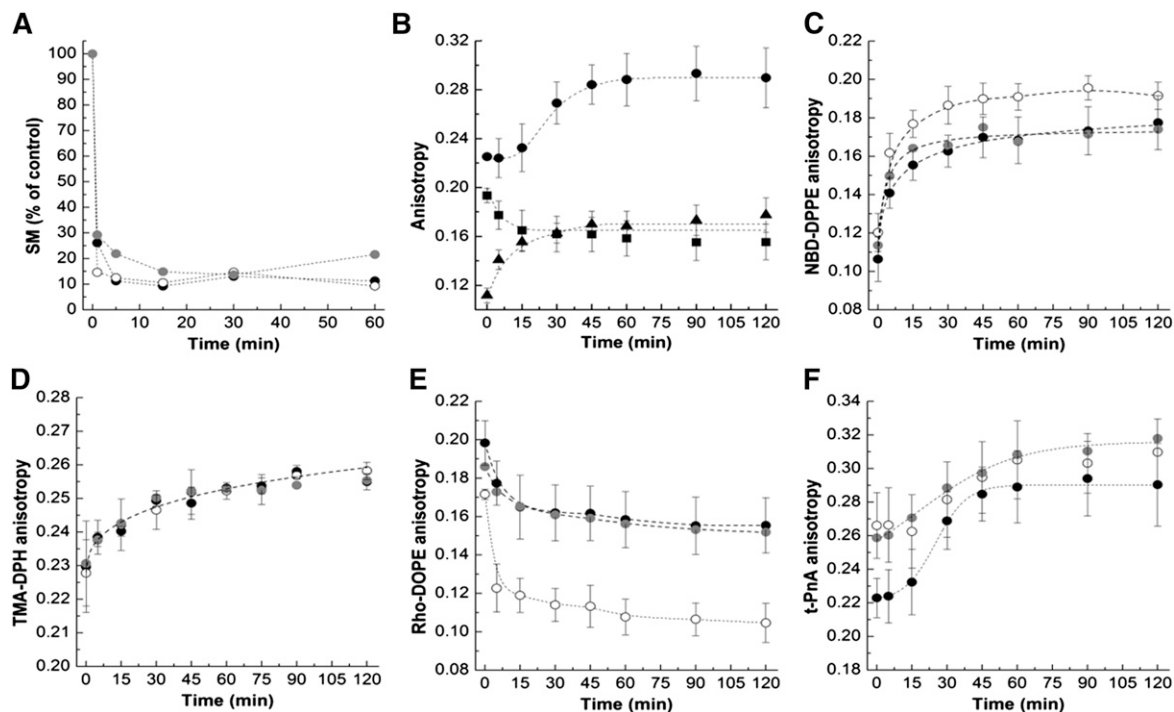 A
SM (% of control)
100
90
80
70
60
50
40
30
20
10
0
0 10 20 30 40 50 60
Time (min)
B
Anisotropy
0.32
0.28
0.24
0.20
0.16
0.12
0 15 30 45 60 75 90 105 120
Time (min)
C
NBD-DPPE anisotropy
0.22
0.20
0.18
0.16
0.14
0.12
0.10
0.08
0 15 30 45 60 75 90 105 120
Time (min)
D
TMA-DPH anisotropy
0.28
0.27
0.26
0.25
0.24
0.23
0.22
0.21
0.20
0 15 30 45 60 75 90 105 120
Time (min)
E
Rho-DOPE anisotropy
0.22
0.20
0.18
0.16
0.14
0.12
0.10
0.08
0 15 30 45 60 75 90 105 120
Time (min)
F
t-PnA anisotropy
0.34
0.32
0.30
0.28
0.26
0.24
0.22
0.20
0.18
0 15 30 45 60 75 90 105 120
Time (min)